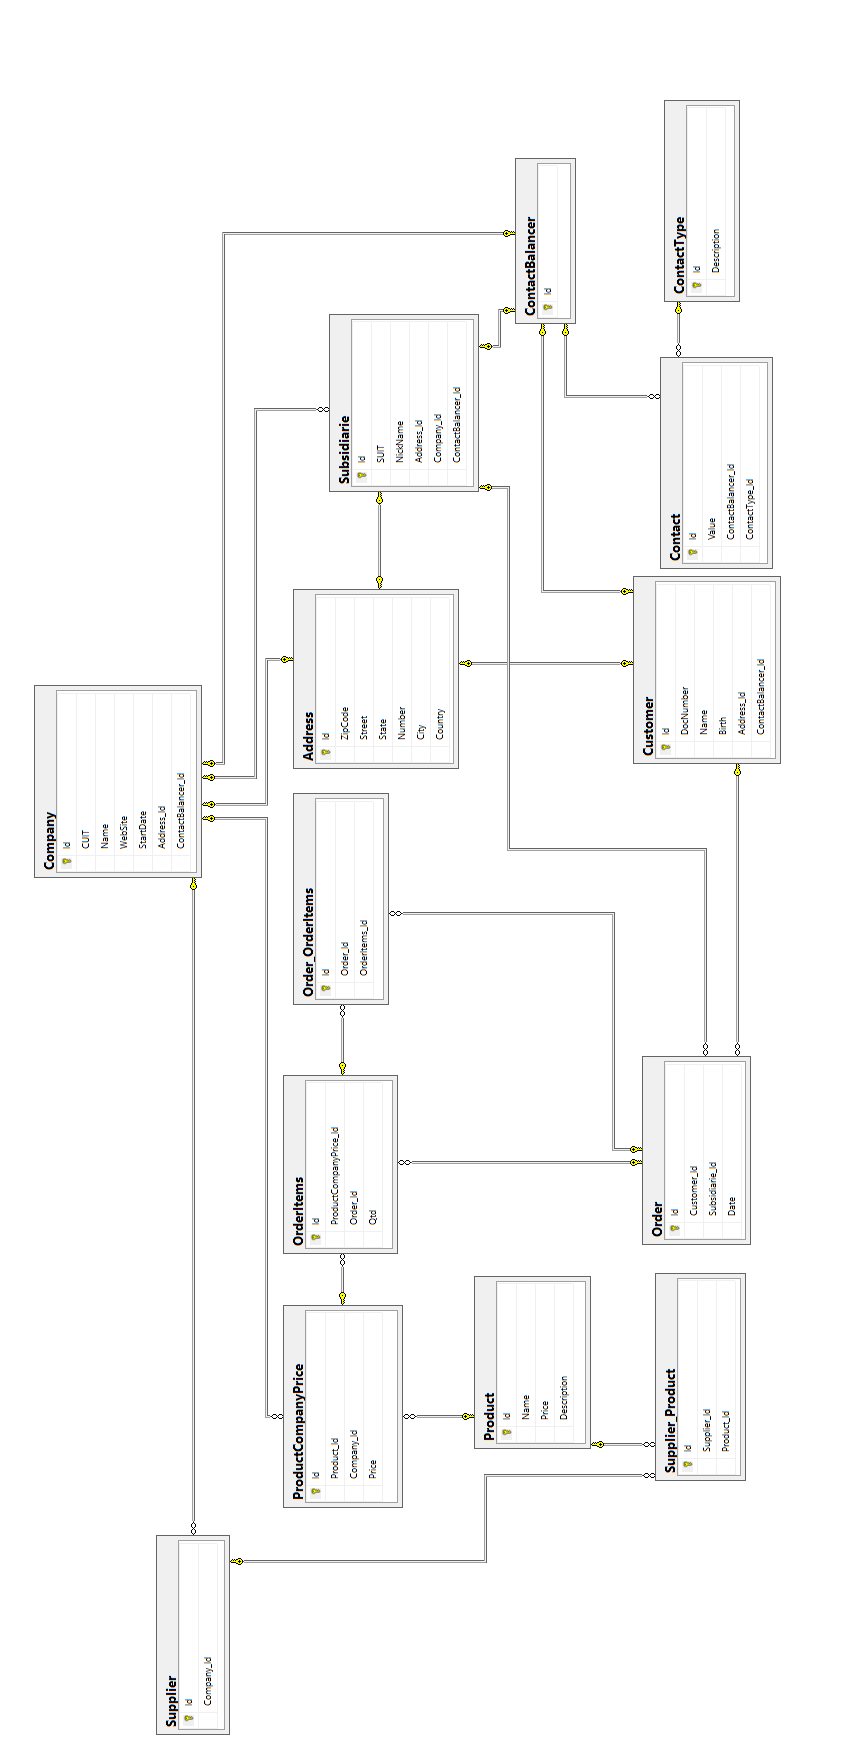 Company
Id
CUIT
Name
WebSite
StartDate
Address_Id
ContactBalancer_Id
Supplier
Id
Company_Id
ProductCompanyPrice
Id
Product_Id
Company_Id
Price
OrderItems
Id
ProductCompanyPrice_Id
Order_Id
Qtd
Order_OrderItems
Id
Order_Id
OrderItems_Id
Address
Id
ZipCode
Street
State
Number
City
Country
Subsidiarie
Id
SUIT
NickName
Address_Id
Company_Id
ContactBalancer_Id
Product
Id
Name
Price
Description
ContactBalancer
Id
Customer
Id
DocNumber
Name
Birth
Address_Id
ContactBalancer_Id
Order
Id
Customer_Id
Subsidiarie_Id
Date
Supplier_Product
Id
Supplier_Id
Product_Id
Contact
Id
Value
ContactBalancer_Id
ContactType_Id
ContactType
Id
Description